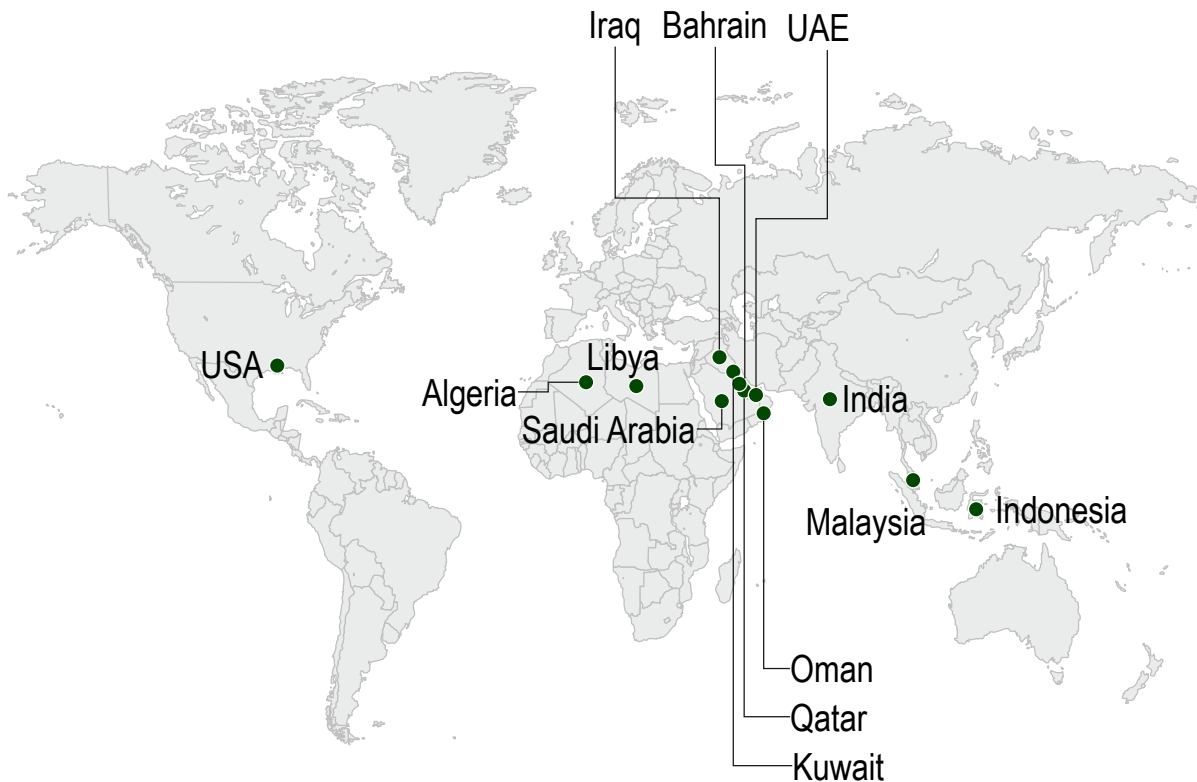 Iraq Bahrain UAE
USA
Libya
Algeria
India
Saudi Arabia
Malaysia
Indonesia
Oman
Qatar
Kuwait